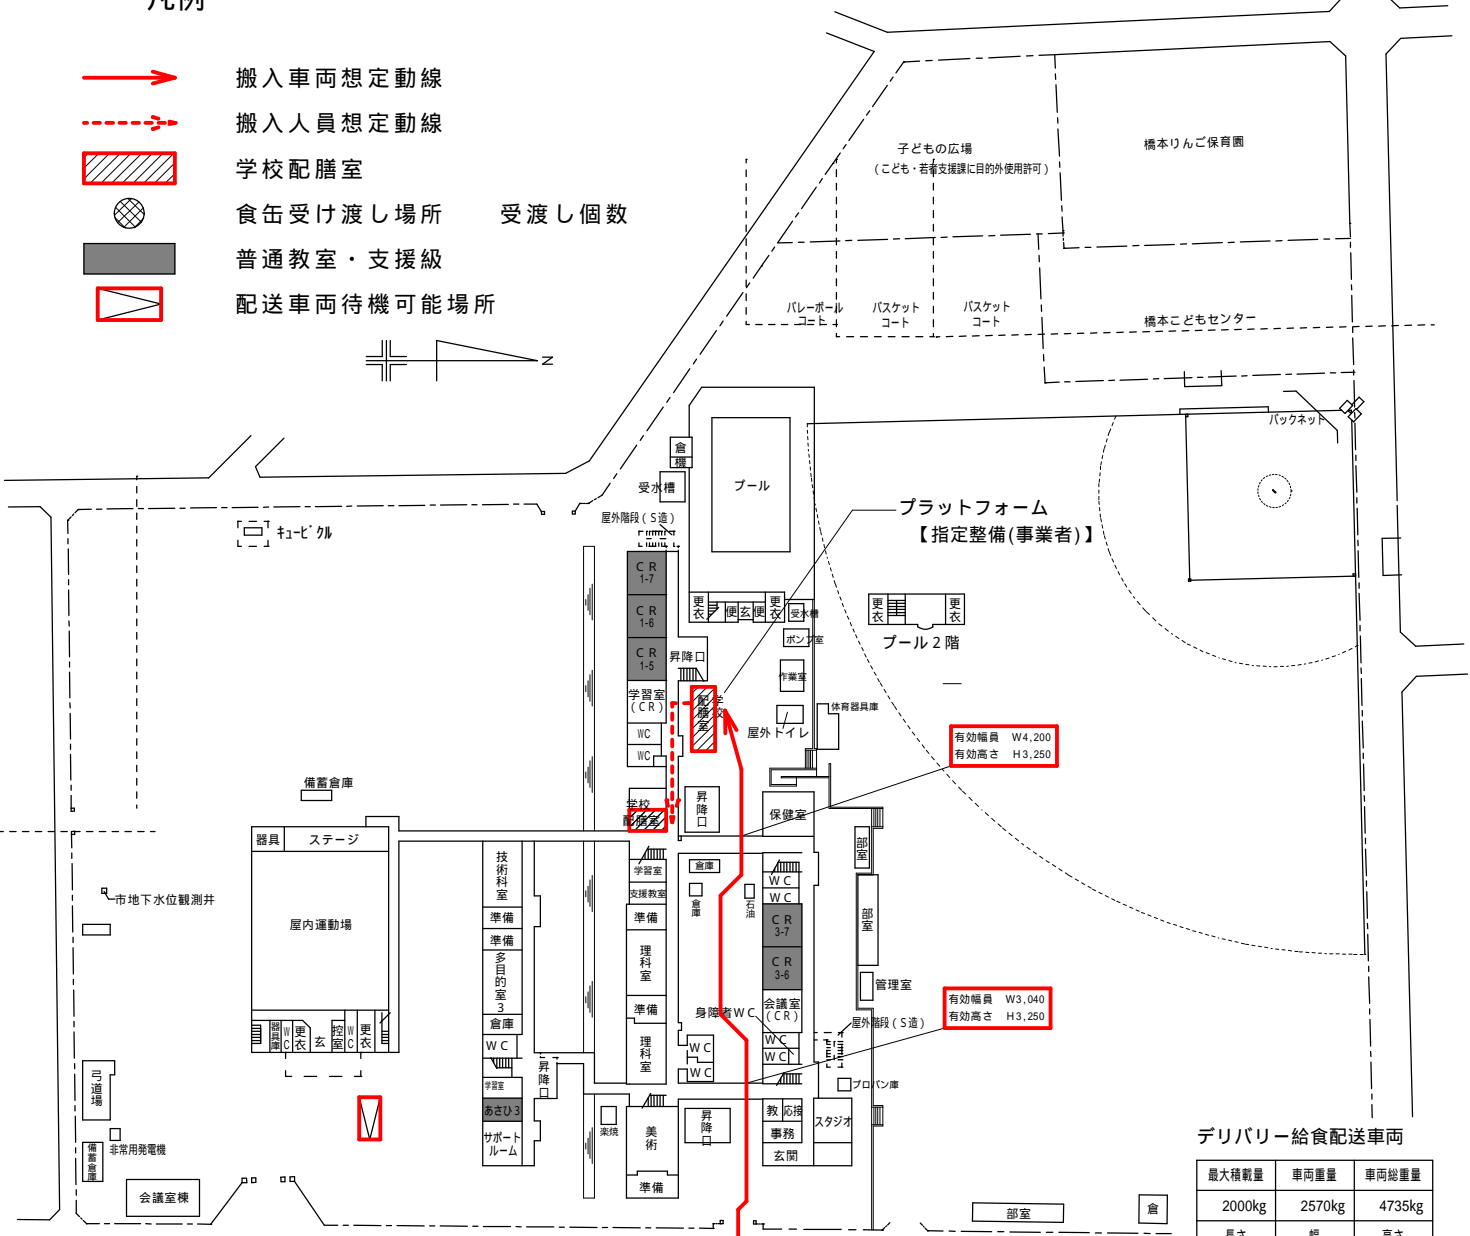 凡例
搬入車両想定動線
搬入人員想定動線
学校配膳室
食缶受け渡し場所　受渡し個数
普通教室・支援級
配送車両待機可能場所
N
子どもの広場
(こども・若者支援課に目的外使用許可)
橋本りんご保育園
バレーボール
コート
バスケット
コート
バスケット
コート
橋本こどもセンター
バックネット
倉
機
受水槽
プール
屋外階段(S造)
キュービクル
プラットフォーム
【指定整備(事業者)】
CR
1-7
CR
1-6
CR
1-5
更衣
便
玄
便
更衣
受水槽
ポンプ室
更衣
更衣
プール2階
昇降口
作業室
学習室
(CR)
学校
配膳室
体育器具庫
屋外トイレ
WC
WC
有効幅員 W4,200
有効高さ H3,250
備蓄倉庫
学校
配膳室
昇降口
保健室
器具
ステージ
技術科室
部室
学習室
倉庫
WC
支援教室
倉庫
石油
WC
市地下水位観測井
屋内運動場
準備
準備
CR
3-7
部室
準備
理科室
多目的室3
CR
3-6
管理室
有効幅員 W3,040
有効高さ H3,250
準備
身障者WC
会議室
(CR)
屋外階段(S造)
倉庫
器具庫
WC
更衣
玄
控室
WC
更衣
WC
理科室
WC
WC
WC
WC
弓道場
学習室
昇降口
プロパン庫
あさひ3
楽焼
美術
昇降口
教
応接
スタジオ
事務
サポート
ルーム
玄関
非常用発電機
備蓄倉庫
会議室棟
準備
部室
倉
デリバリー給食配送車両
最大積載量 車両重量 車両総重量
2000kg 2570kg 4735kg
長さ 幅 高さ